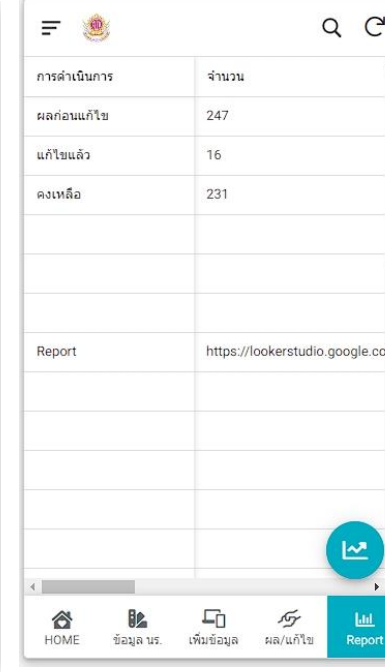 การดำเนินการ จำนวน
ผลก่อนแก้ไข 247
แก้ไขแล้ว 16
คงเหลือ 231
Report https://lookerstudio.google.co
HOME ข้อมูล นร. เพิ่มข้อมูล ผล/แก้ไข Report